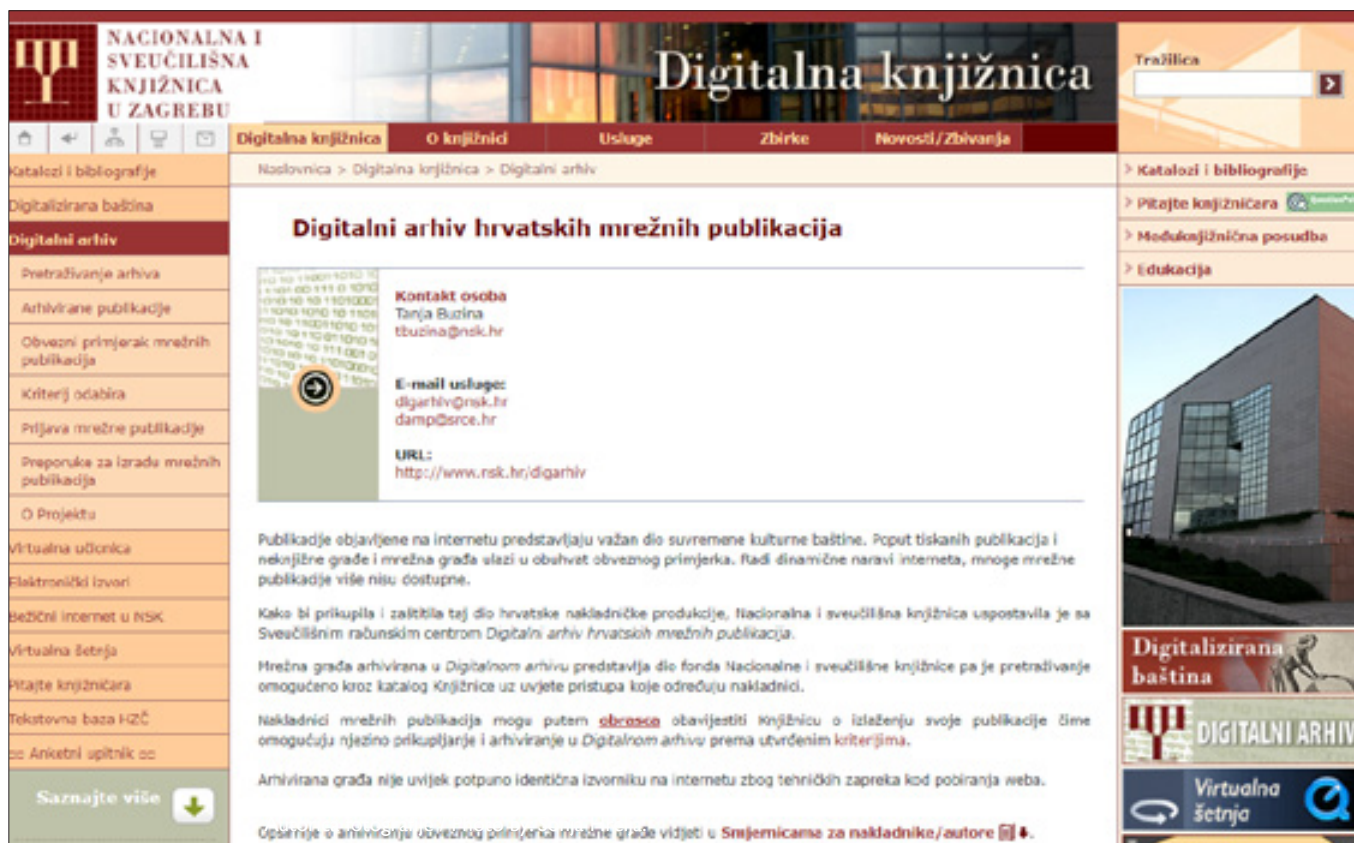 NACIONALNA I
SVEUČILIŠNA
KNJIŽNICA
U ZAGREBU
Digitalna knjižnica
Tražilica
Digitalna knjižnica
O knjižnici
Usluge
Zbirke
Novosti/Zbivanja
Katalozi i bibliografije
Digitalizirana baština
Digitalni arhiv
Pretraživanje arhiva
Arhivirane publikacije
Obvezni primjerak mrežnih
publikacija
Kriterij odabira
Prijava mrežne publikacije
Preporuke za izradu mrežnih
publikacija
O Projektu
Virtualna učionica
Elektronički izvori
Bežični internet u NSK
Virtualna šetnja
Pitajte knjižničara
Tekstovna baza HZČ
:: Anketni upitnik ::
Saznajte više
Naslovnica > Digitalna knjižnica > Digitalni arhiv
Digitalni arhiv hrvatskih mrežnih publikacija
Kontakt osoba
Tanja Buzina
tbuzina@nsk.hr
E-mail usluge:
digarhiv@nsk.hr
damp@srce.hr
URL:
http://www.nsk.hr/digarhiv
Publikacije objavljene na internetu predstavljaju važan dio suvremene kulturne baštine. Poput tiskanih publikacija i
neknjižne građe i mrežna građa ulazi u obuhvat obveznog primjerka. Radi dinamične naravi interneta, mnoge mrežne
publikacije više nisu dostupne.
Kako bi prikupila i zaštitila taj dio hrvatske nakladničke produkcije, Nacionalna i sveučilišna knjižnica uspostavila je sa
Sveučilišnim računskim centrom Digitalni arhiv hrvatskih mrežnih publikacija.
Mrežna građa arhivirana u Digitalnom arhivu predstavlja dio fonda Nacionalne i sveučilišne knjižnice pa je pretraživanje
omogućeno kroz katalog Knjižnice uz uvjete pristupa koje određuju nakladnici.
Nakladnici mrežnih publikacija mogu putem obrasca obavijestiti Knjižnicu o izlaženju svoje publikacije čime
omogućuju njezino prikupljanje i arhiviranje u Digitalnom arhivu prema utvrđenim kriterijima.
Arhivirana građa nije uvijek potpuno identična izvorniku na internetu zbog tehničkih zapreka kod pobiranja weba.
Opširnije o arhiviranju obveznog primjerka mrežne građe vidjeti u Smjernicama za nakladnike/autore.
> Katalozi i bibliografije
> Pitajte knjižničara
> Međuknjižnična posudba
> Edukacija
Digitalizirana
baština
DIGITALNI ARHIV
Virtualna
šetnja